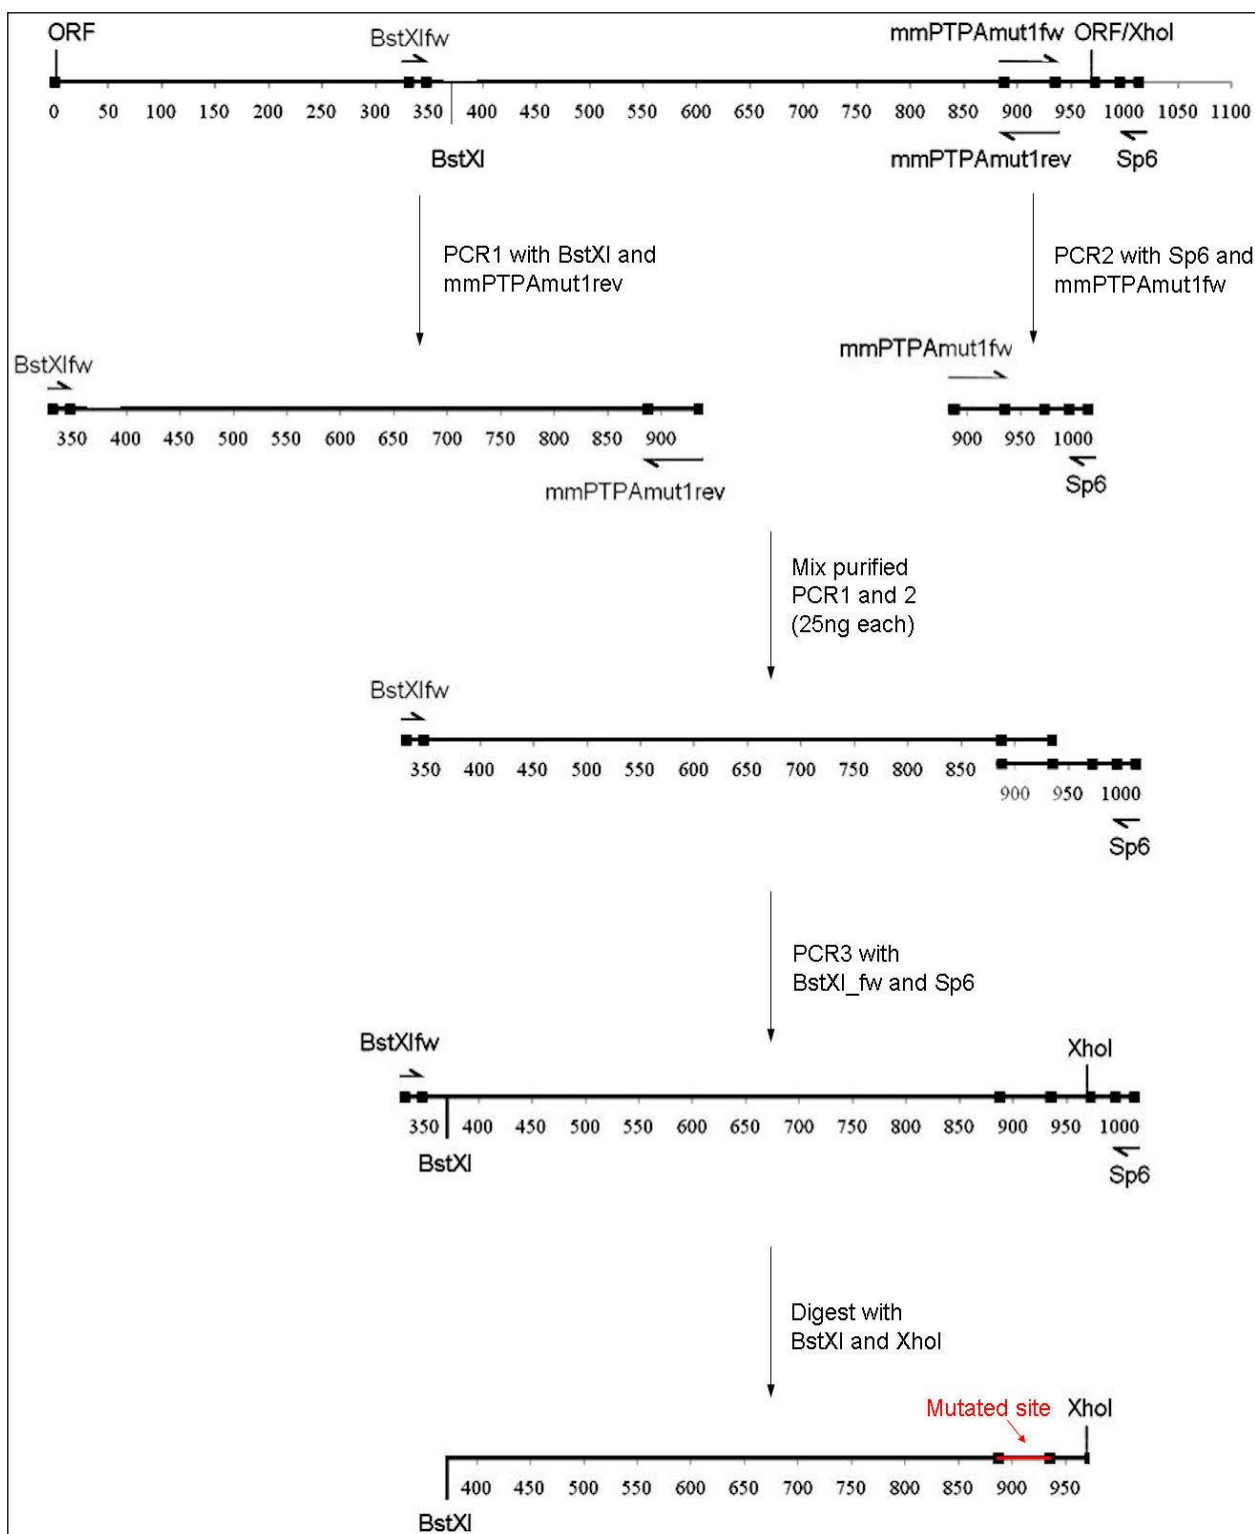 ORF
BstXIfw
mmPTPAmut1fw
ORF/XhoI
0 50 100 150 200 250 300 350 400 450 500 550 600 650 700 750 800 850 900 950 1000 1050 1100
BstXI
mmPTPAmut1rev
Sp6
PCR1 with BstXI and
mmPTPAmut1rev
PCR2 with Sp6 and
mmPTPAmut1fw
BstXIfw
350 400 450 500 550 600 650 700 750 800 850 900
mmPTPAmut1rev
mmPTPAmut1fw
900 950 1000
Sp6
Mix purified
PCR1 and 2
(25ng each)
BstXIfw
350 400 450 500 550 600 650 700 750 800 850
900 950 1000
Sp6
PCR3 with
BstXI_fw and Sp6
BstXIfw
XhoI
350 400 450 500 550 600 650 700 750 800 850 900 950 1000
BstXI
Sp6
Digest with
BstXI and XhoI
Mutated site
XhoI
400 450 500 550 600 650 700 750 800 850 900 950
BstXI